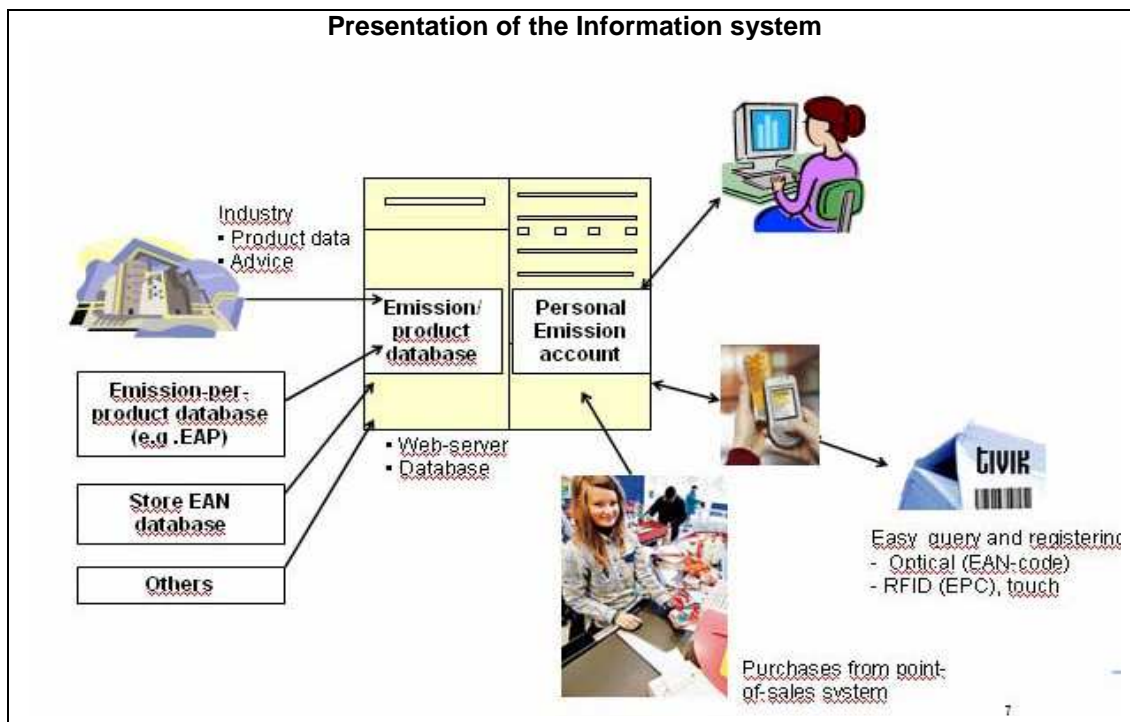 Presentation of the Information system
Industry
▪ Product data
▪ Advice
Emission/
product
database
Personal
Emission
account
Emission-per-
product database
(e.g .EAP)
Store EAN
database
Others
▪ Web-server
▪ Database
tivik
Easy query and registering
- Optical (EAN-code)
- RFID (EPC), touch
Purchases from point-
of-sales system
7